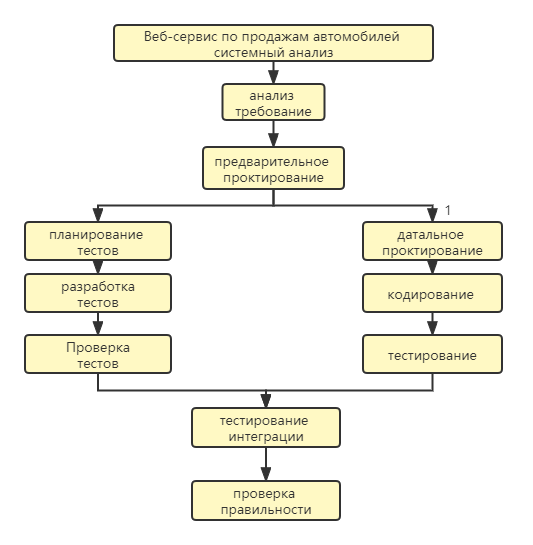 Веб-сервис по продажам автомобилей
системный анализ
анализ
требование
предварительное
проктирование
1
планирование
тестов
датальное
проктирование
разработка
тестов
кодирование
Проверка
тестов
тестирование
тестирование
интеграции
проверка
правильности